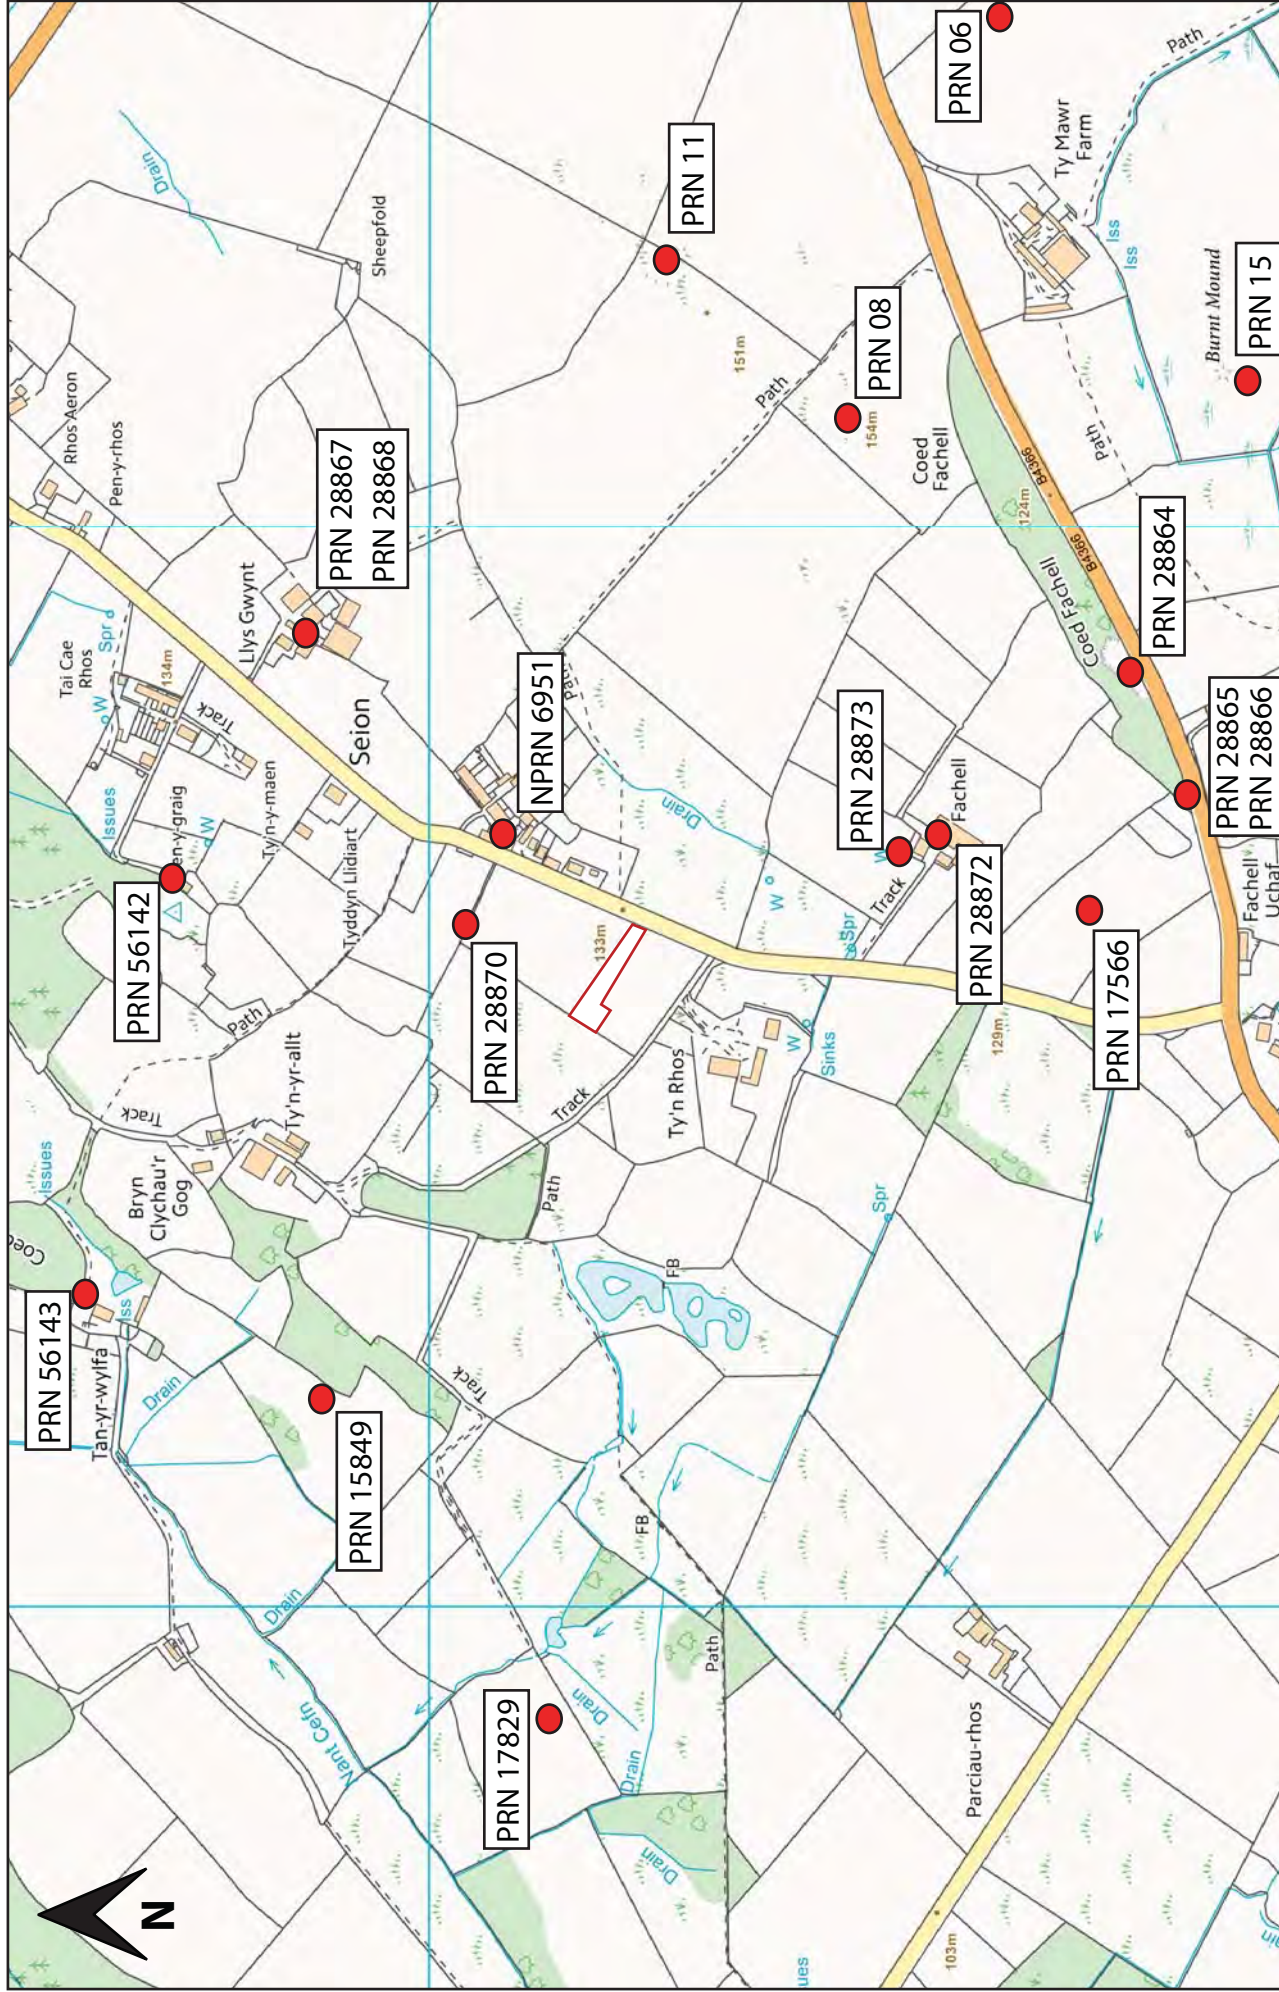 PRN 06
Path
Ty Mawr
Farm
Iss
Iss
Burnt Mound
PRN 15
PRN 11
Drain
Sheepfold
151m
PRN 08
154m
Path
Coed
Fachell
Path
B4366
124m
B4366
Coed Fachell
PRN 28864
PRN 28865
PRN 28866
Fachell
Uchaf
Rhos Aeron
Pen-y-rhos
PRN 28867
PRN 28868
Llys Gwynt
Tai Cae
Rhos
Spr
W
134m
Track
Seion
NPRN 6951
Path
Drain
PRN 28873
W
Fachell
Track
PRN 28872
Spr
W
PRN 17566
129m
Issues
en-y-graig
W
Ty'n-y-maen
Tyddyn Llidiart
PRN 56142
PRN 28870
133m
Path
Ty'n-yr-allt
Track
Track
Ty'n Rhos
W
Sinks
Issues
Bryn
Clychau'r
Gog
Path
FB
Spr
Coed
PRN 56143
Iss
Tan-yr-wylfa
Drain
PRN 15849
Track
FB
Drain
Nant Cefn
PRN 17829
Drain
Drain
Drain
Path
Parciau-rhos
103m
ues
ain
N